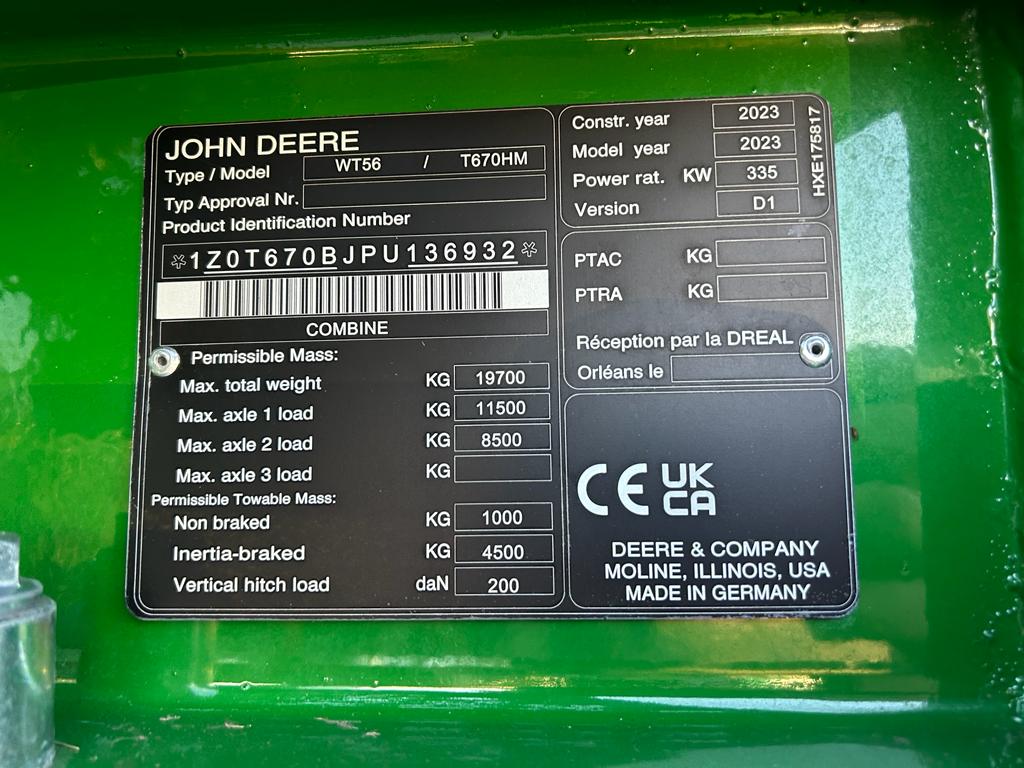 JOHN DEERE
Type / Model WT56 / T670HM
Typ Approval Nr.
Product Identification Number
*1Z0T670BJPU136932*
COMBINE
Permissible Mass:
Max. total weight KG 19700
Max. axle 1 load KG 11500
Max. axle 2 load KG 8500
Max. axle 3 load KG
Permissible Towable Mass:
Non braked KG 1000
Inertia-braked KG 4500
Vertical hitch load daN 200
Constr. year 2023
Model year 2023
Power rat. KW 335
Version D1
HXE175817
PTAC KG
PTRA KG
Réception par la DREAL
Orléans le
CE UK
CA
DEERE & COMPANY
MOLINE, ILLINOIS, USA
MADE IN GERMANY